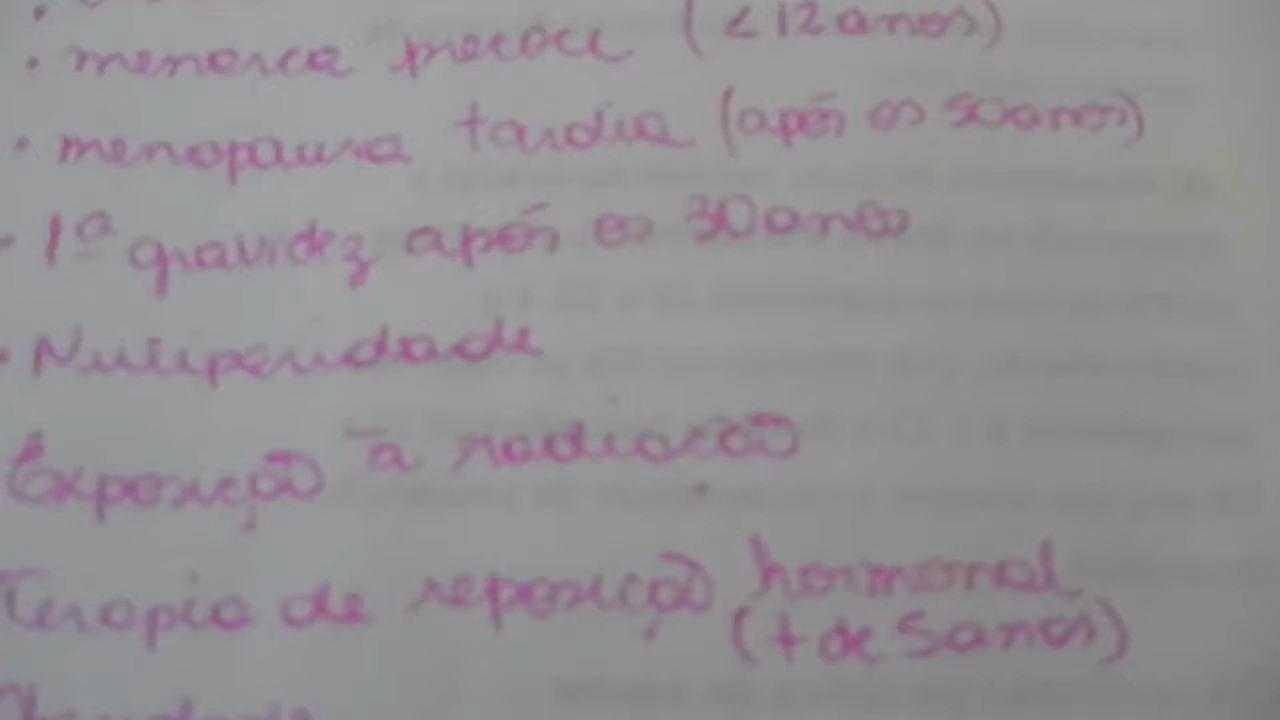 • menarca precoce (<12 anos)
• menopausa tardia (após os 50 anos)
- 1ª gravidez após os 30 anos
• Nuliparidade
Exposição à radiação
Terapia de reposição hormonal
(+ de 5 anos)